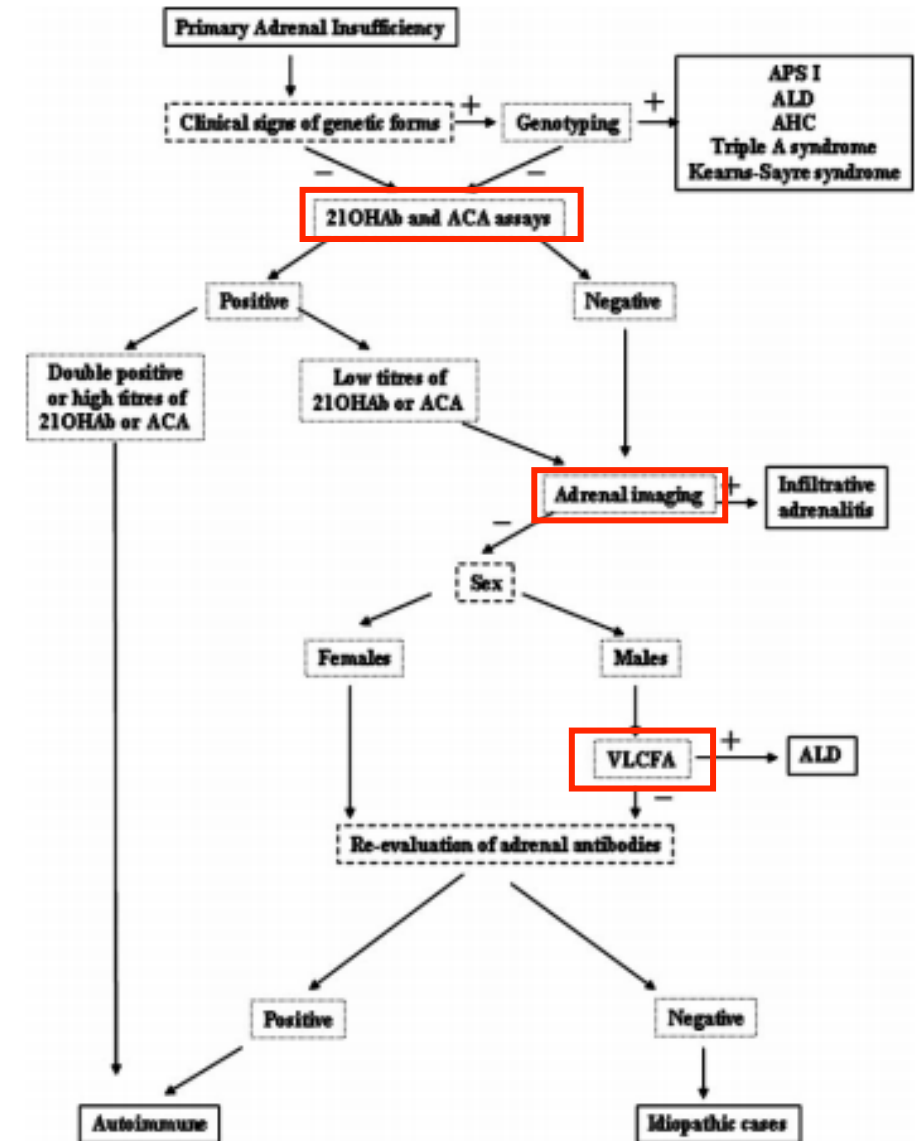 Primary Adrenal Insufficiency
Clinical signs of genetic forms
+
Genotyping
+
APS I
ALD
AHC
Triple A syndrome
Kearns-Sayre syndrome
–
–
21OHAb and ACA assays
Positive
Negative
Double positive
or high titres of
21OHAb or ACA
Low titres of
21OHAb or ACA
Adrenal imaging
+
Infiltrative
adrenalitis
–
Sex
Females
Males
VLCFA
+
ALD
–
Re-evaluation of adrenal antibodies
Positive
Negative
Autoimmune
Idiopathic cases